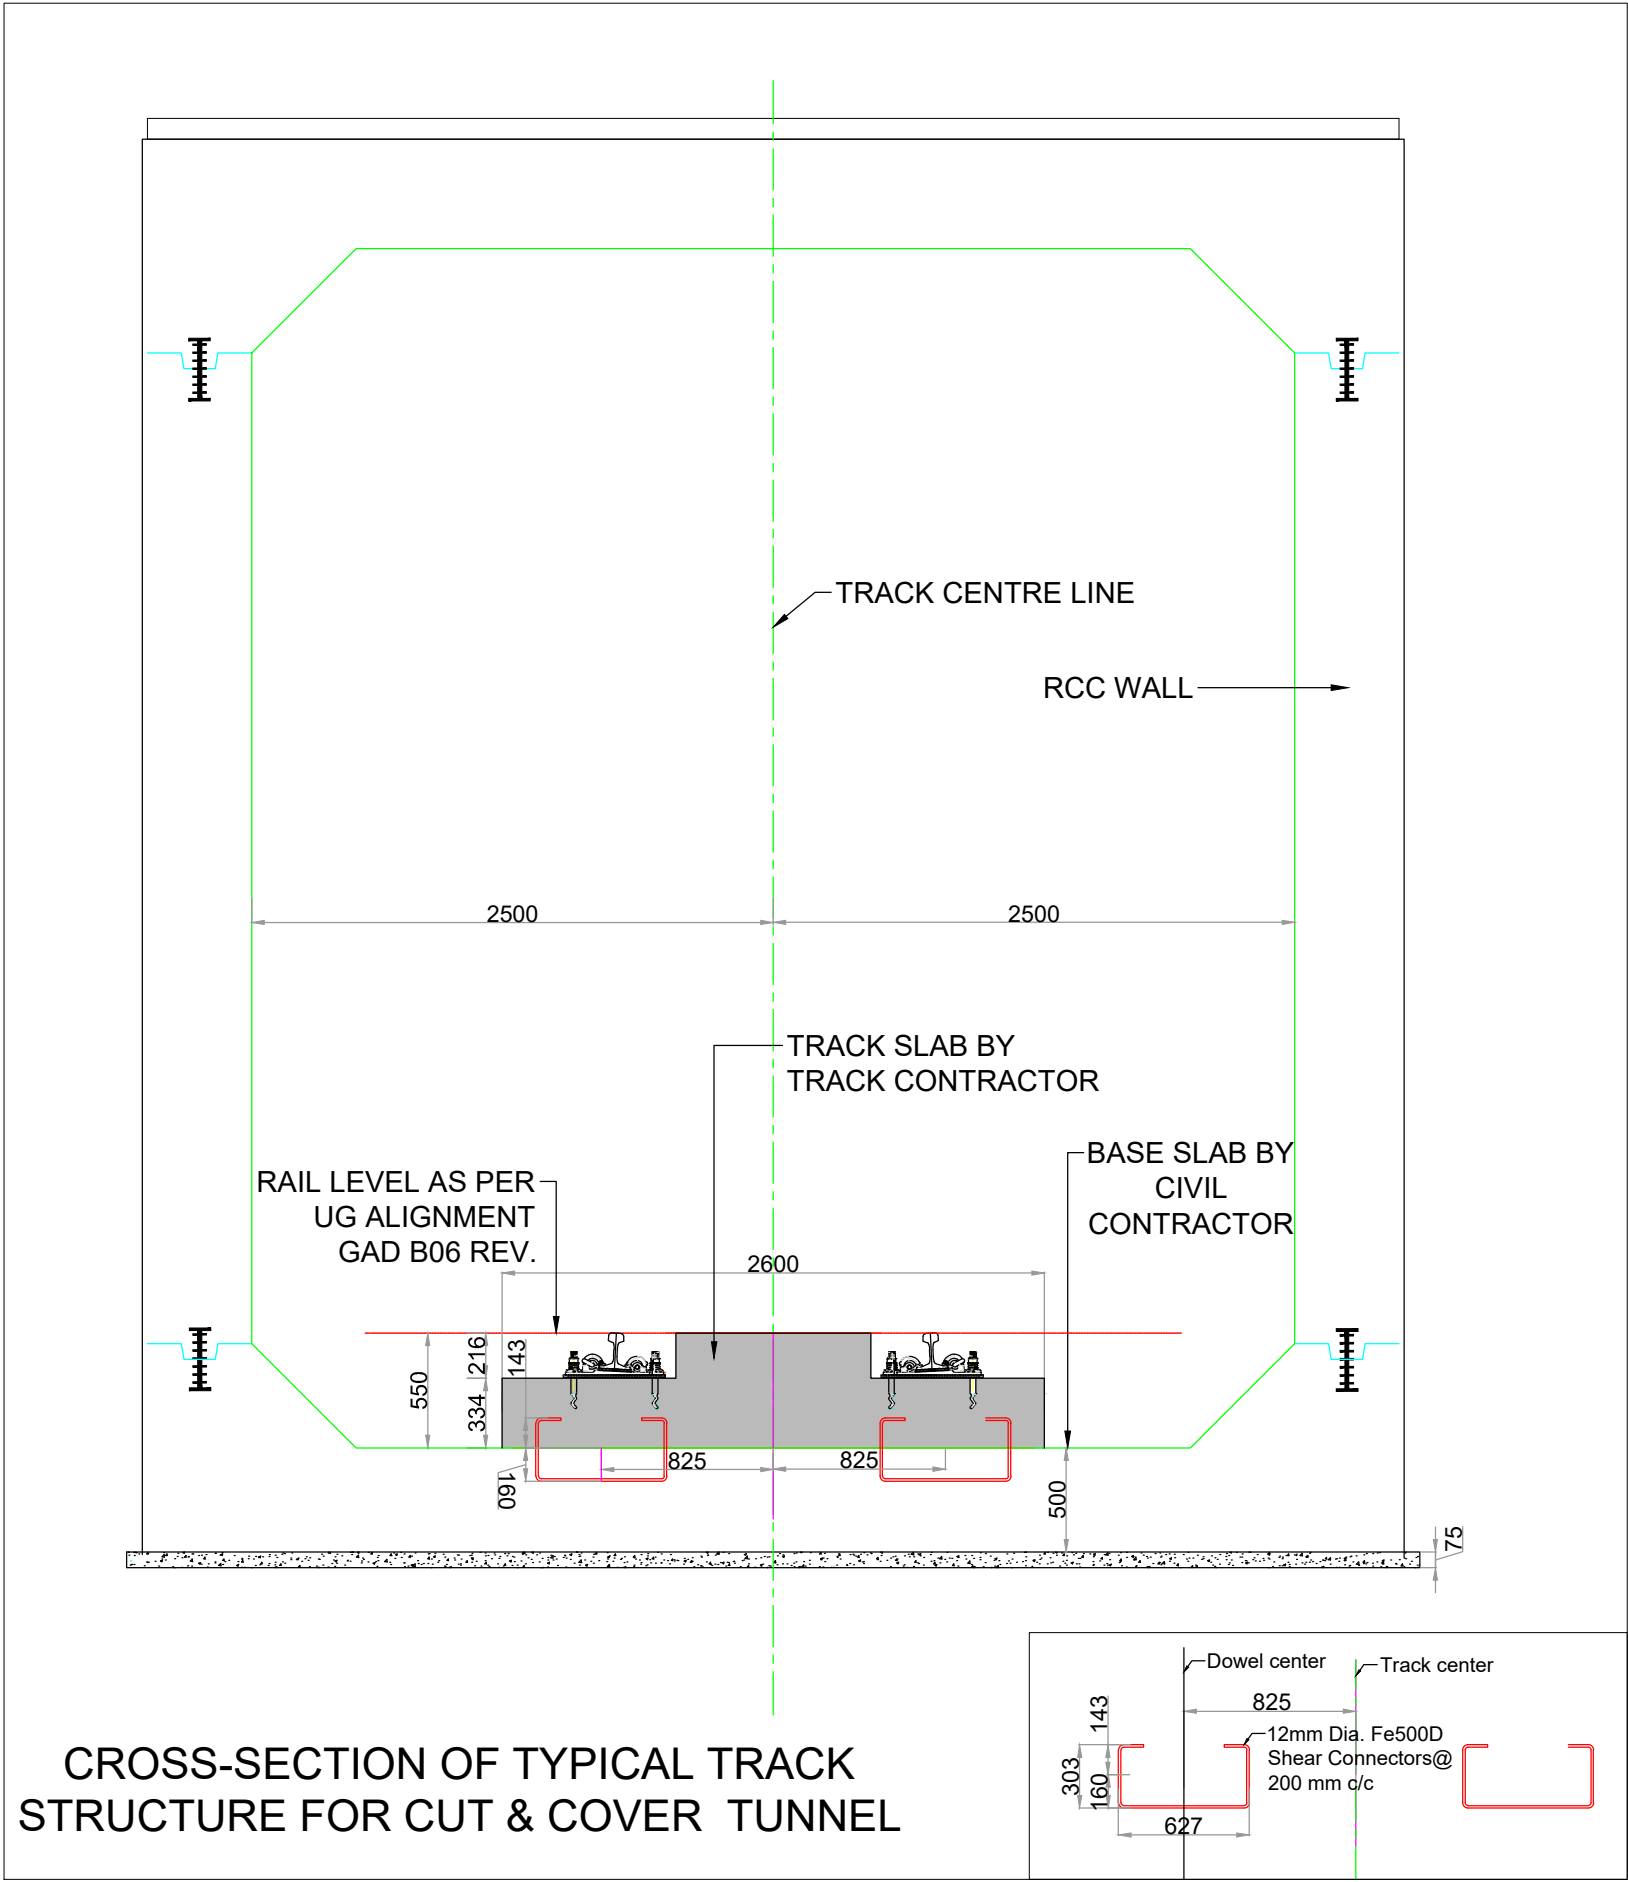 TRACK CENTRE LINE
RCC WALL
2500
2500
TRACK SLAB BY
TRACK CONTRACTOR
BASE SLAB BY
CIVIL
CONTRACTOR
RAIL LEVEL AS PER
UG ALIGNMENT
GAD B06 REV.
2600
550
216
334
143
160
825
825
500
75
Dowel center
Track center
825
143
303
160
12mm Dia. Fe500D
Shear Connectors@
200 mm c/c
627
CROSS-SECTION OF TYPICAL TRACK
STRUCTURE FOR CUT & COVER TUNNEL